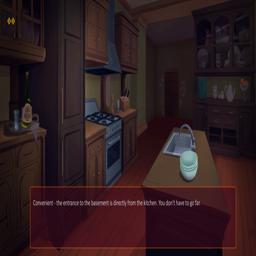 Convenient - the entrance to the basement is directly from the kitchen. You don't have to go far